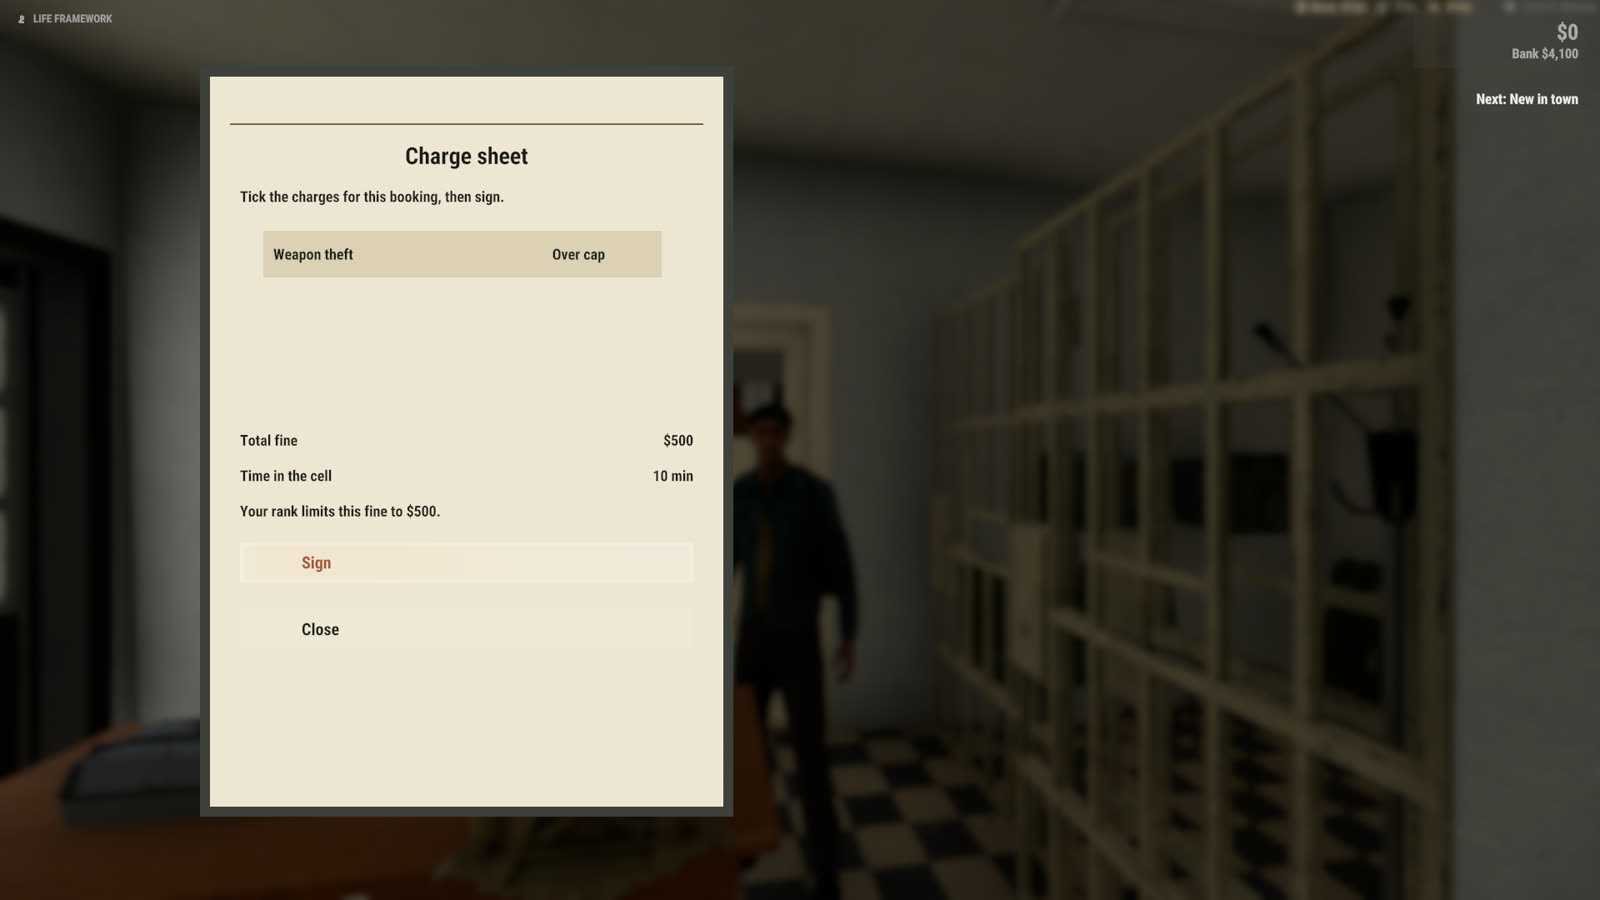 LIFE FRAMEWORK
$0
Bank $4,100
Next: New in town
Charge sheet
Tick the charges for this booking, then sign.
Weapon theft Over cap
Total fine $500
Time in the cell 10 min
Your rank limits this fine to $500.
Sign
Close